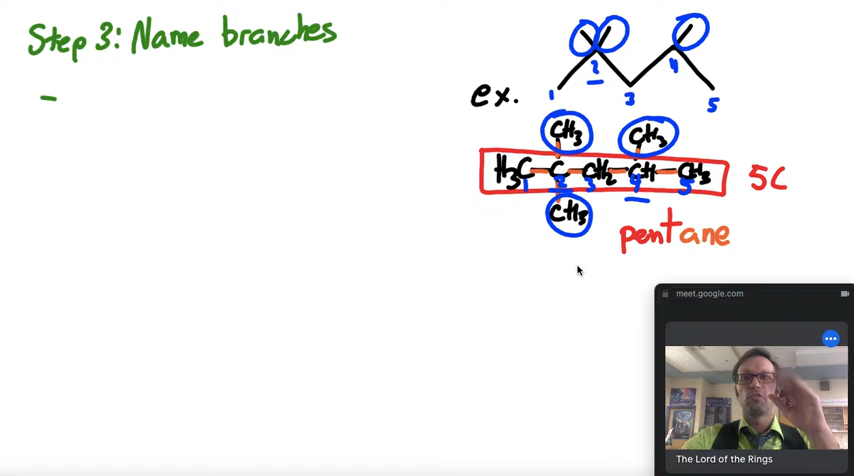 Step 3: Name branches
-
ex.
1 2 3 4 5
CH3 CH3
H3C-C-CH2-CH-CH3
1 2 3 4 5
CH3
5C
pentane
meet.google.com
The Lord of the Rings